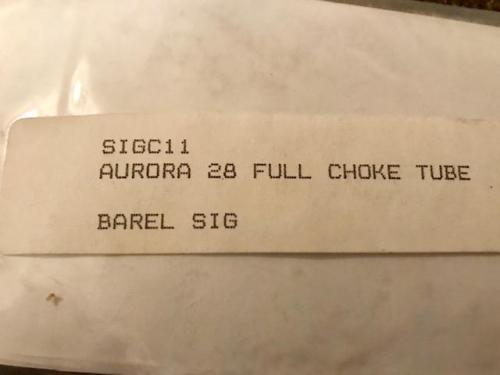 SIGC11
AURORA 28 FULL CHOKE TUBE
BAREL SIG